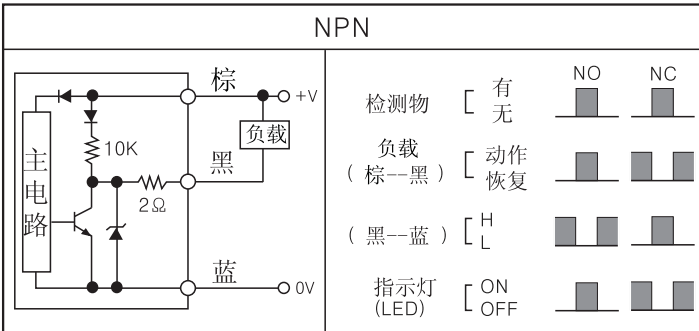 NPN
棕
+V
负载
10K
黑
主电路
2Ω
蓝
0V
NO NC
检测物 有
无
负载 动作
(棕--黑) 恢复
(黑--蓝) H
L
指示灯 ON
(LED) OFF